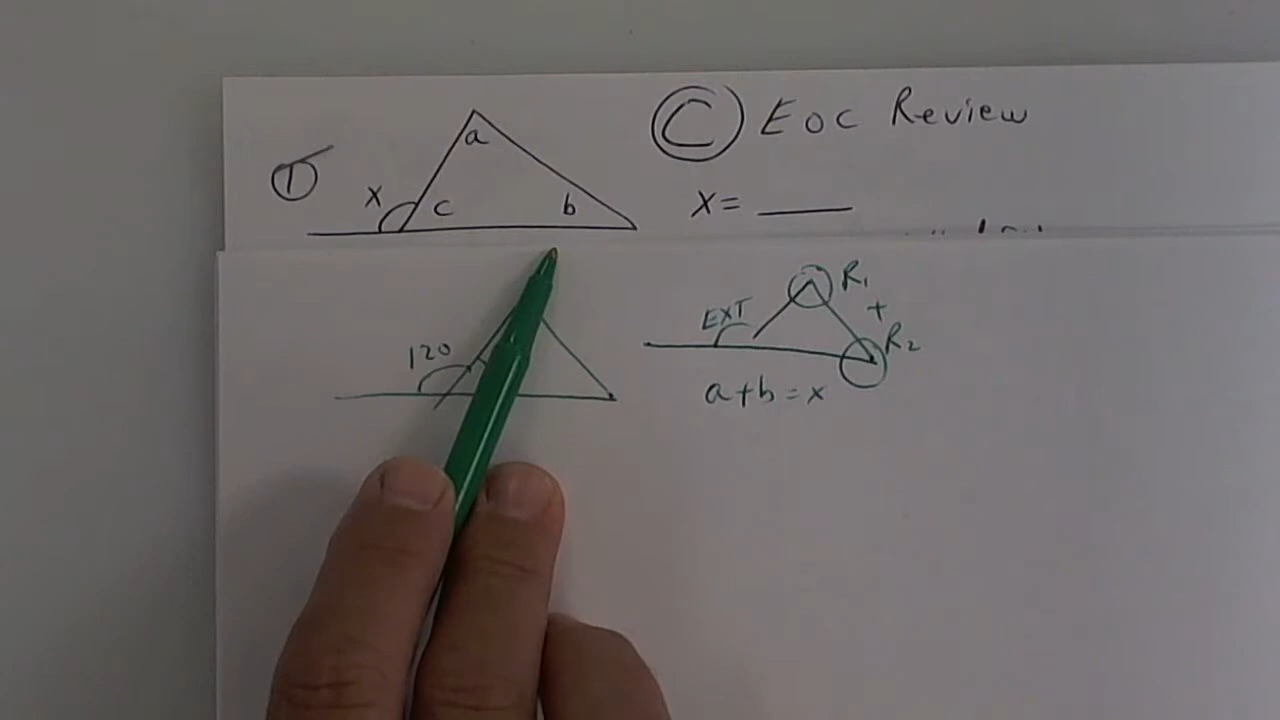 Ⓒ EOC Review
① x a c b x = ____
120 EXT R₁ + R₂
a+b=x